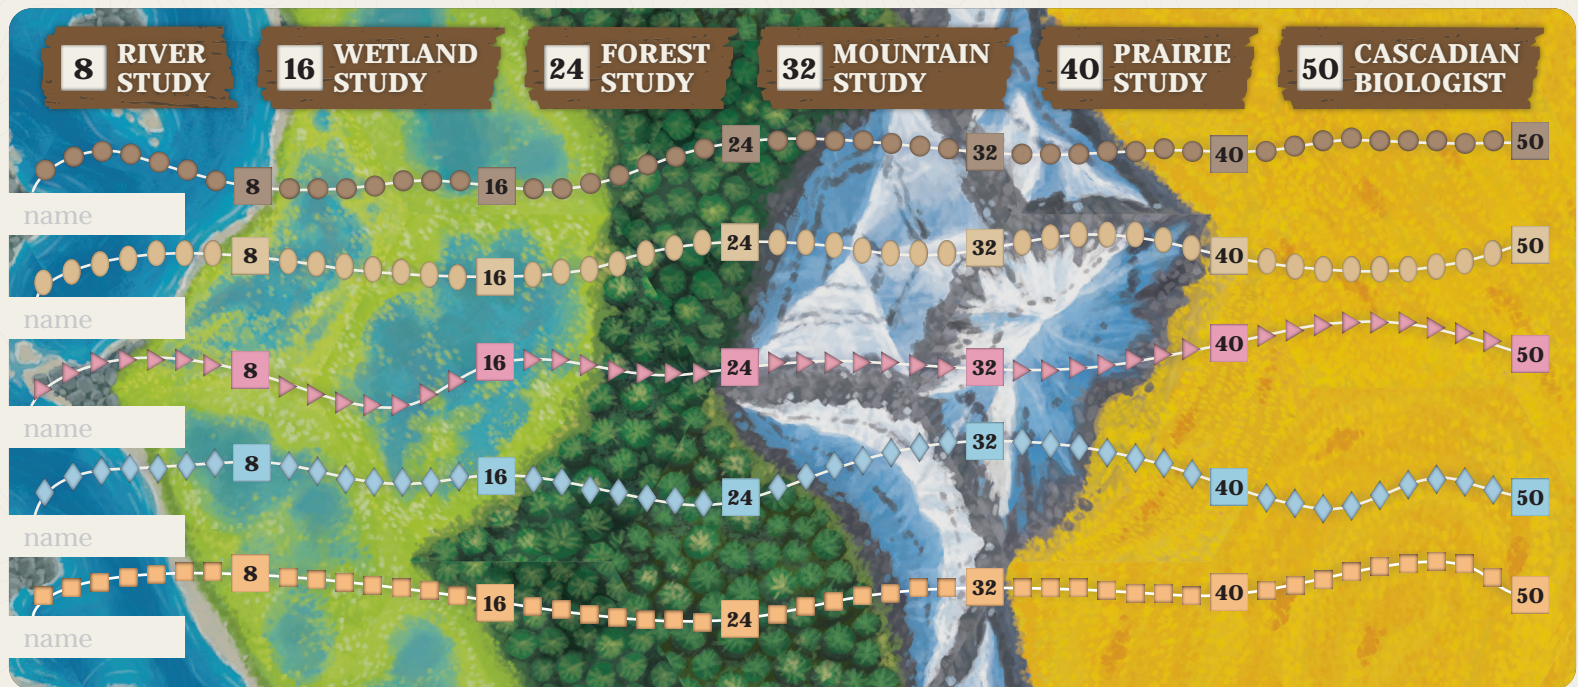 8 RIVER STUDY
16 WETLAND STUDY
24 FOREST STUDY
32 MOUNTAIN STUDY
40 PRAIRIE STUDY
50 CASCADIAN BIOLOGIST
8 16 24 32 40 50
name
8 16 24 32 40 50
name
8 16 24 32 40 50
name
8 16 24 32 40 50
name
8 16 24 32 40 50
name